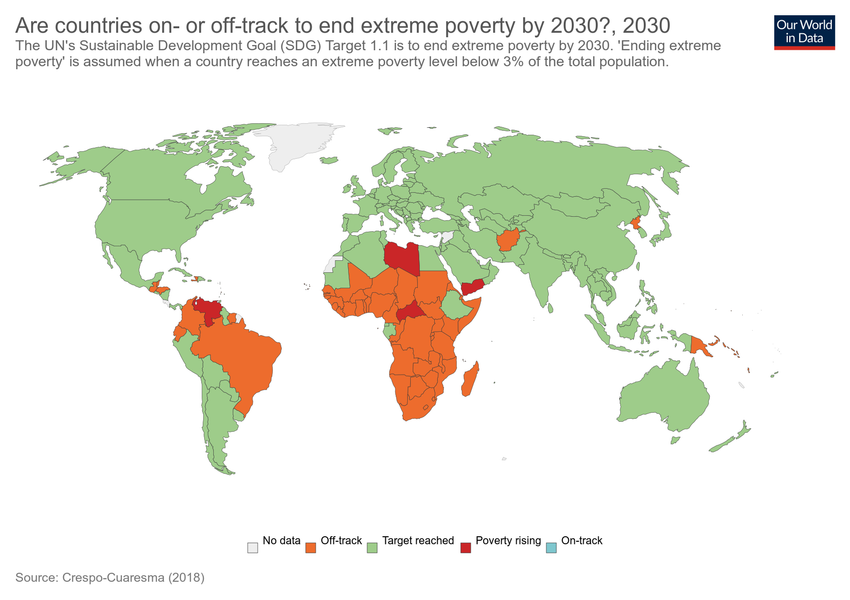 Are countries on- or off-track to end extreme poverty by 2030?, 2030
Our World
in Data
The UN's Sustainable Development Goal (SDG) Target 1.1 is to end extreme poverty by 2030. 'Ending extreme
poverty' is assumed when a country reaches an extreme poverty level below 3% of the total population.
No data
Off-track
Target reached
Poverty rising
On-track
Source: Crespo-Cuaresma (2018)